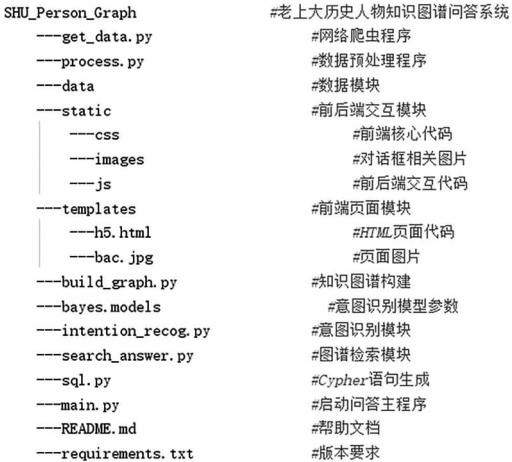 SHU_Person_Graph #老上大历史人物知识图谱问答系统
---get_data.py #网络爬虫程序
---process.py #数据预处理程序
---data #数据模块
---static #前后端交互模块
---css #前端核心代码
---images #对话框相关图片
---js #前后端交互代码
---templates #前端页面模块
---h5.html #HTML页面代码
---bac.jpg #页面图片
---build_graph.py #知识图谱构建
---bayes.models #意图识别模型参数
---intention_recog.py #意图识别模块
---search_answer.py #图谱检索模块
---sql.py #Cypher语句生成
---main.py #启动问答主程序
---README.md #帮助文档
---requirements.txt #版本要求